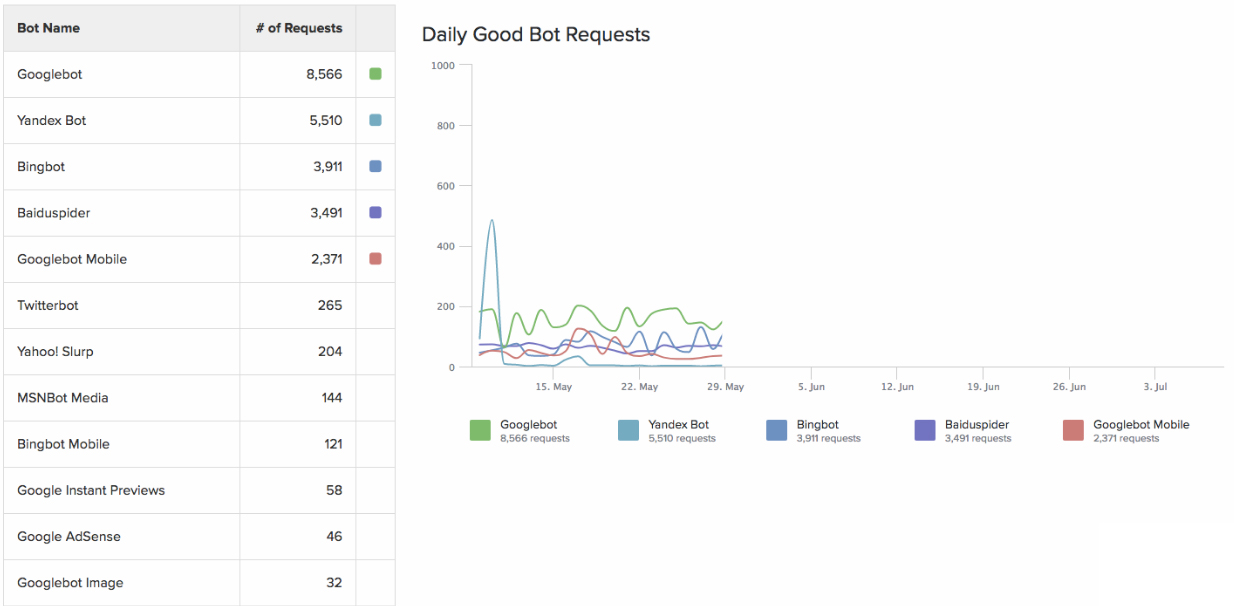 Bot Name # of Requests
Googlebot 8,566
Yandex Bot 5,510
Bingbot 3,911
Baiduspider 3,491
Googlebot Mobile 2,371
Twitterbot 265
Yahoo! Slurp 204
MSNBot Media 144
Bingbot Mobile 121
Google Instant Previews 58
Google AdSense 46
Googlebot Image 32
Daily Good Bot Requests
1000
800
600
400
200
0
15. May 22. May 29. May 5. Jun 12. Jun 19. Jun 26. Jun 3. Jul
Googlebot Yandex Bot Bingbot Baiduspider Googlebot Mobile
8,566 requests 5,510 requests 3,911 requests 3,491 requests 2,371 requests